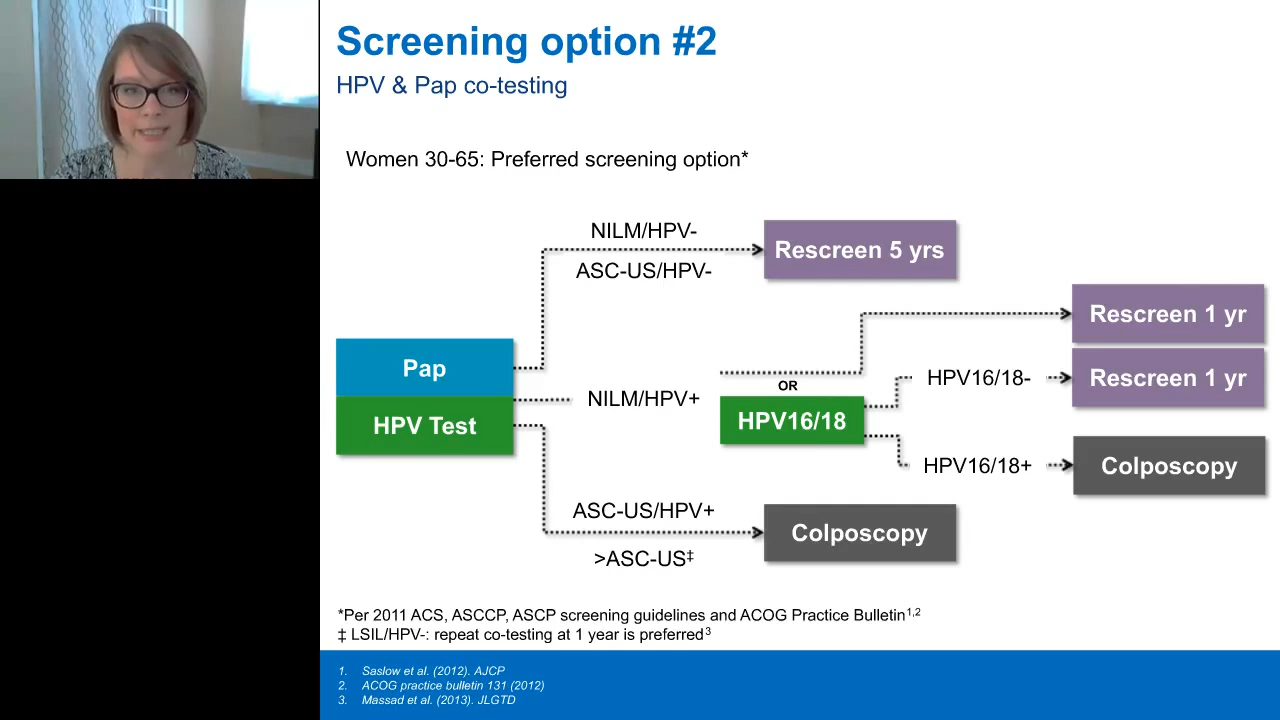 Screening option #2
HPV & Pap co-testing
Women 30-65: Preferred screening option*
NILM/HPV-
ASC-US/HPV-
Rescreen 5 yrs
Rescreen 1 yr
Pap
HPV Test
NILM/HPV+
OR
HPV16/18
HPV16/18-
Rescreen 1 yr
HPV16/18+
Colposcopy
ASC-US/HPV+
>ASC-US‡
Colposcopy
*Per 2011 ACS, ASCCP, ASCP screening guidelines and ACOG Practice Bulletin1,2
‡ LSIL/HPV-: repeat co-testing at 1 year is preferred3
1. Saslow et al. (2012). AJCP
2. ACOG practice bulletin 131 (2012)
3. Massad et al. (2013). JLGTD